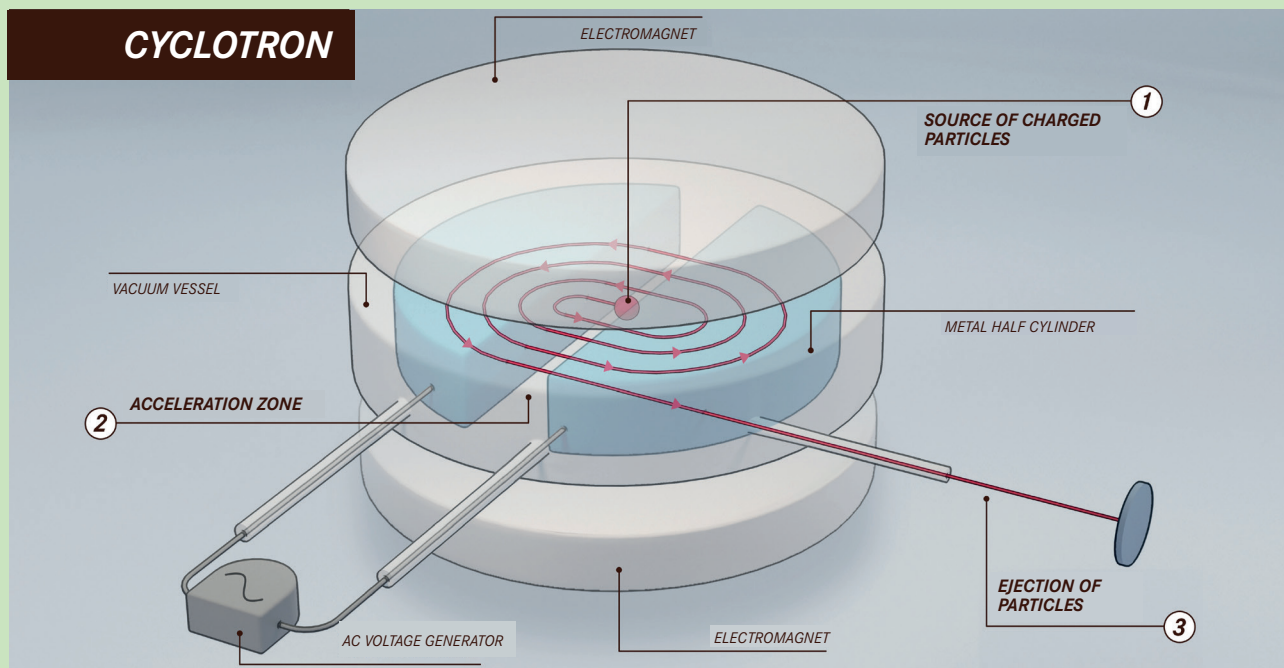 CYCLOTRON
ELECTROMAGNET
1
SOURCE OF CHARGED
PARTICLES
VACUUM VESSEL
METAL HALF CYLINDER
2
ACCELERATION ZONE
EJECTION OF
PARTICLES
3
AC VOLTAGE GENERATOR
ELECTROMAGNET